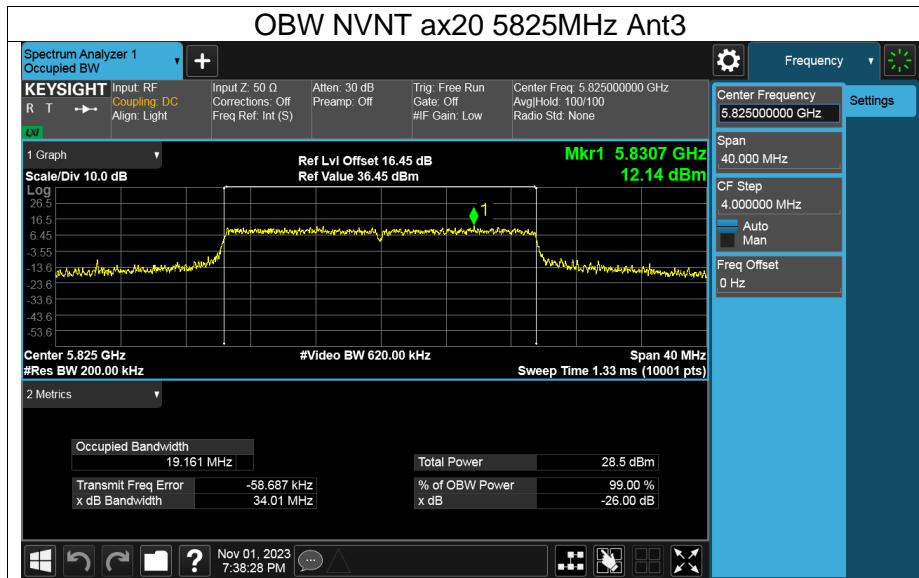 OBW NVNT ax20 5825MHz Ant3
Spectrum Analyzer 1
Occupied BW
+
Frequency
KEYSIGHT
R T
LXI
Input: RF
Coupling: DC
Align: Light
Input Z: 50 Ω
Corrections: Off
Freq Ref: Int (S)
Atten: 30 dB
Preamp: Off
Trig: Free Run
Gate: Off
#IF Gain: Low
Center Freq: 5.825000000 GHz
Avg|Hold: 100/100
Radio Std: None
Center Frequency
5.825000000 GHz
Settings
Span
40.000 MHz
CF Step
4.000000 MHz
Auto
Man
Freq Offset
0 Hz
1 Graph
Scale/Div 10.0 dB
Ref Lvl Offset 16.45 dB
Ref Value 36.45 dBm
Mkr1 5.8307 GHz
12.14 dBm
Log
26.5
16.5
6.45
-3.55
-13.6
-23.6
-33.6
-43.6
-53.6
1
Center 5.825 GHz
#Res BW 200.00 kHz
#Video BW 620.00 kHz
Span 40 MHz
Sweep Time 1.33 ms (10001 pts)
2 Metrics
Occupied Bandwidth
19.161 MHz
Total Power 28.5 dBm
Transmit Freq Error -58.687 kHz
% of OBW Power 99.00 %
x dB Bandwidth 34.01 MHz
x dB -26.00 dB
?
Nov 01, 2023
7:38:28 PM